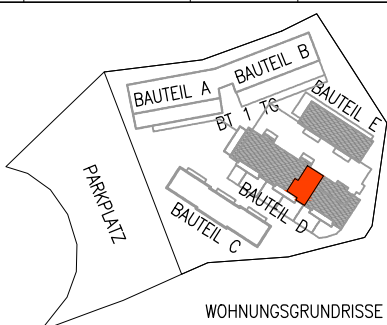 BAUTEIL A
BAUTEIL B
BT 1 TG
BAUTEIL E
PARKPLATZ
BAUTEIL C
BAUTEIL D
WOHNUNGSGRUNDRISSE